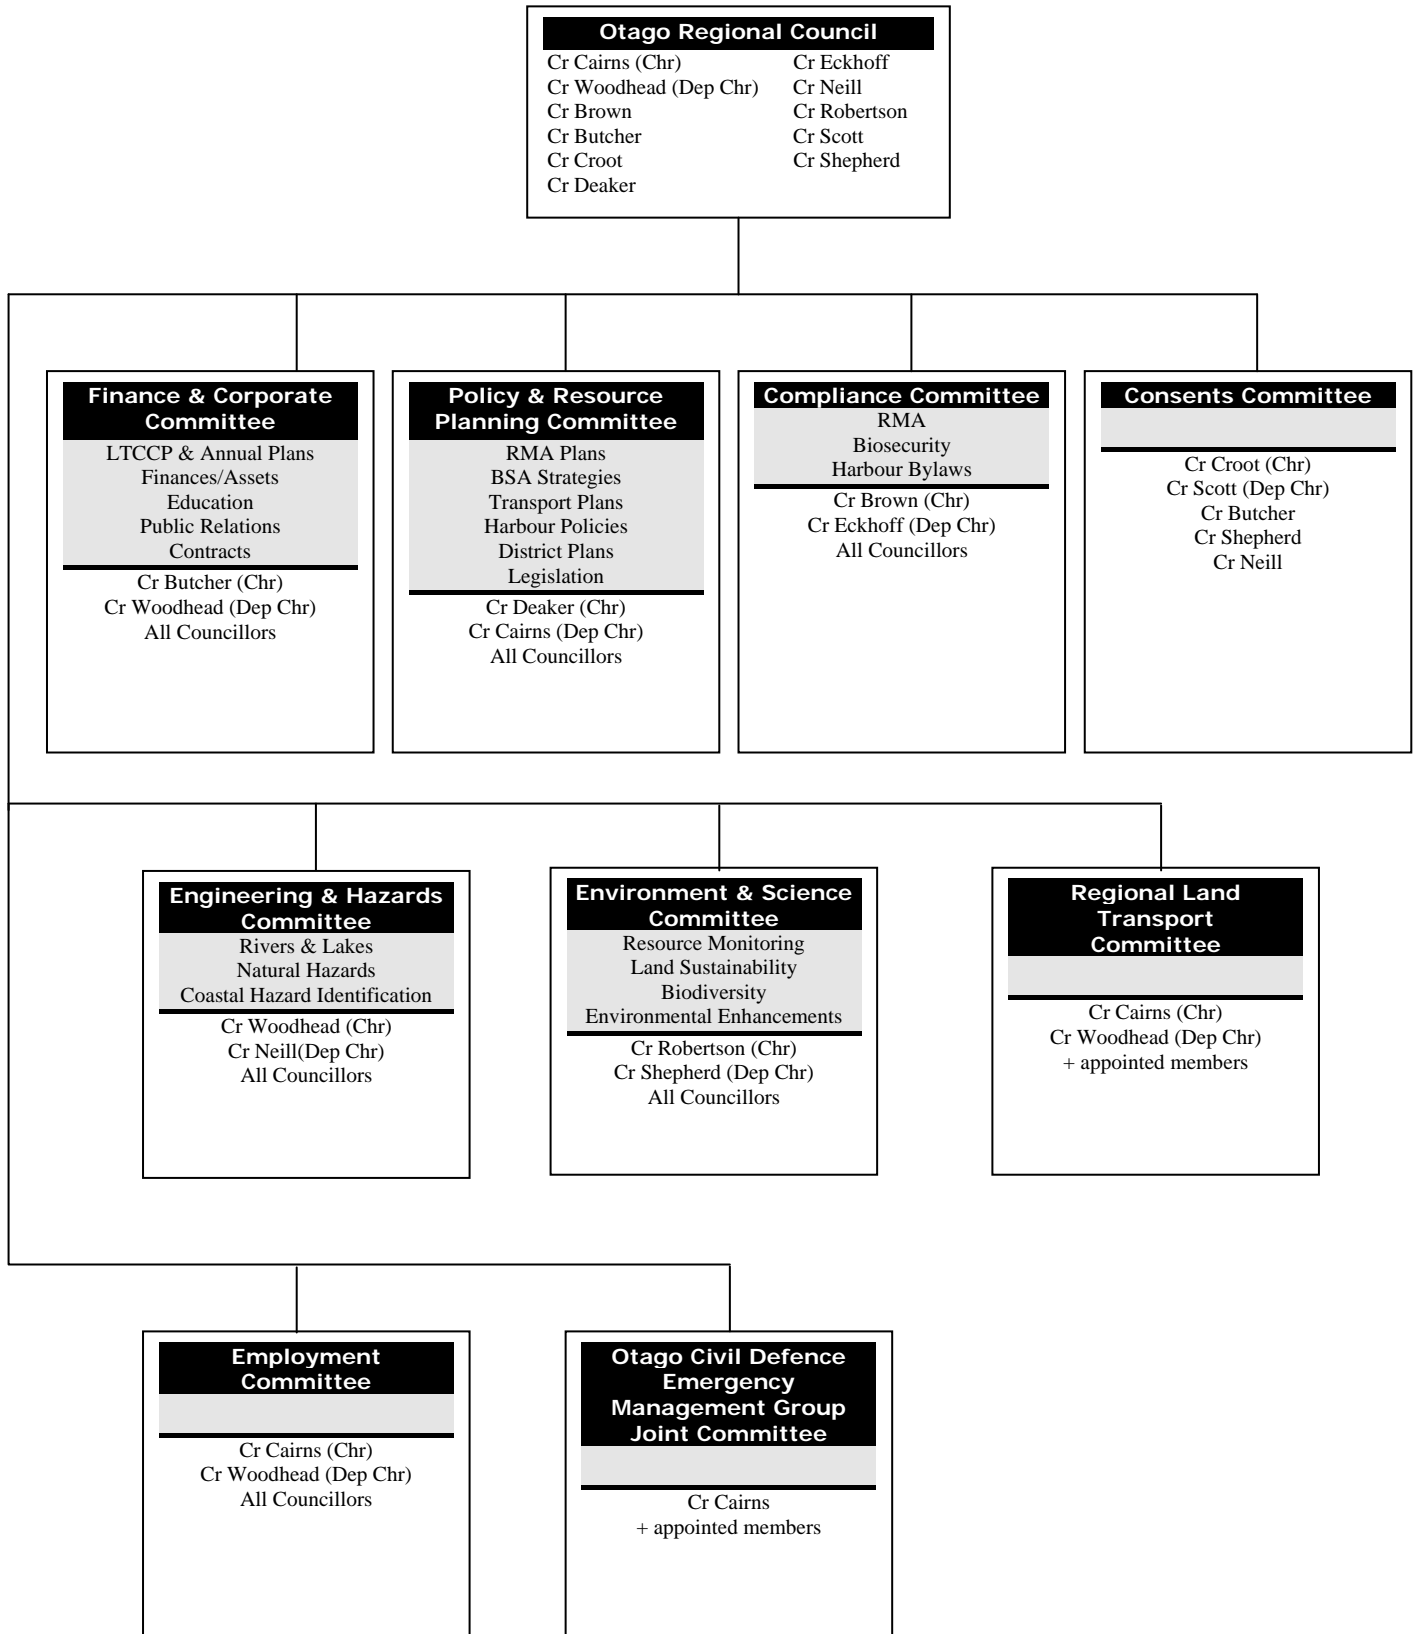 Otago Regional Council
Cr Cairns (Chr)
Cr Woodhead (Dep Chr)
Cr Brown
Cr Butcher
Cr Croot
Cr Deaker
Cr Eckhoff
Cr Neill
Cr Robertson
Cr Scott
Cr Shepherd
Finance & Corporate
Committee
LTCCP & Annual Plans
Finances/Assets
Education
Public Relations
Contracts
Cr Butcher (Chr)
Cr Woodhead (Dep Chr)
All Councillors
Policy & Resource
Planning Committee
RMA Plans
BSA Strategies
Transport Plans
Harbour Policies
District Plans
Legislation
Cr Deaker (Chr)
Cr Cairns (Dep Chr)
All Councillors
Compliance Committee
RMA
Biosecurity
Harbour Bylaws
Cr Brown (Chr)
Cr Eckhoff (Dep Chr)
All Councillors
Consents Committee
Cr Croot (Chr)
Cr Scott (Dep Chr)
Cr Butcher
Cr Shepherd
Cr Neill
Engineering & Hazards
Committee
Rivers & Lakes
Natural Hazards
Coastal Hazard Identification
Cr Woodhead (Chr)
Cr Neill(Dep Chr)
All Councillors
Environment & Science
Committee
Resource Monitoring
Land Sustainability
Biodiversity
Environmental Enhancements
Cr Robertson (Chr)
Cr Shepherd (Dep Chr)
All Councillors
Regional Land
Transport
Committee
Cr Cairns (Chr)
Cr Woodhead (Dep Chr)
+ appointed members
Employment
Committee
Cr Cairns (Chr)
Cr Woodhead (Dep Chr)
All Councillors
Otago Civil Defence
Emergency
Management Group
Joint Committee
Cr Cairns
+ appointed members